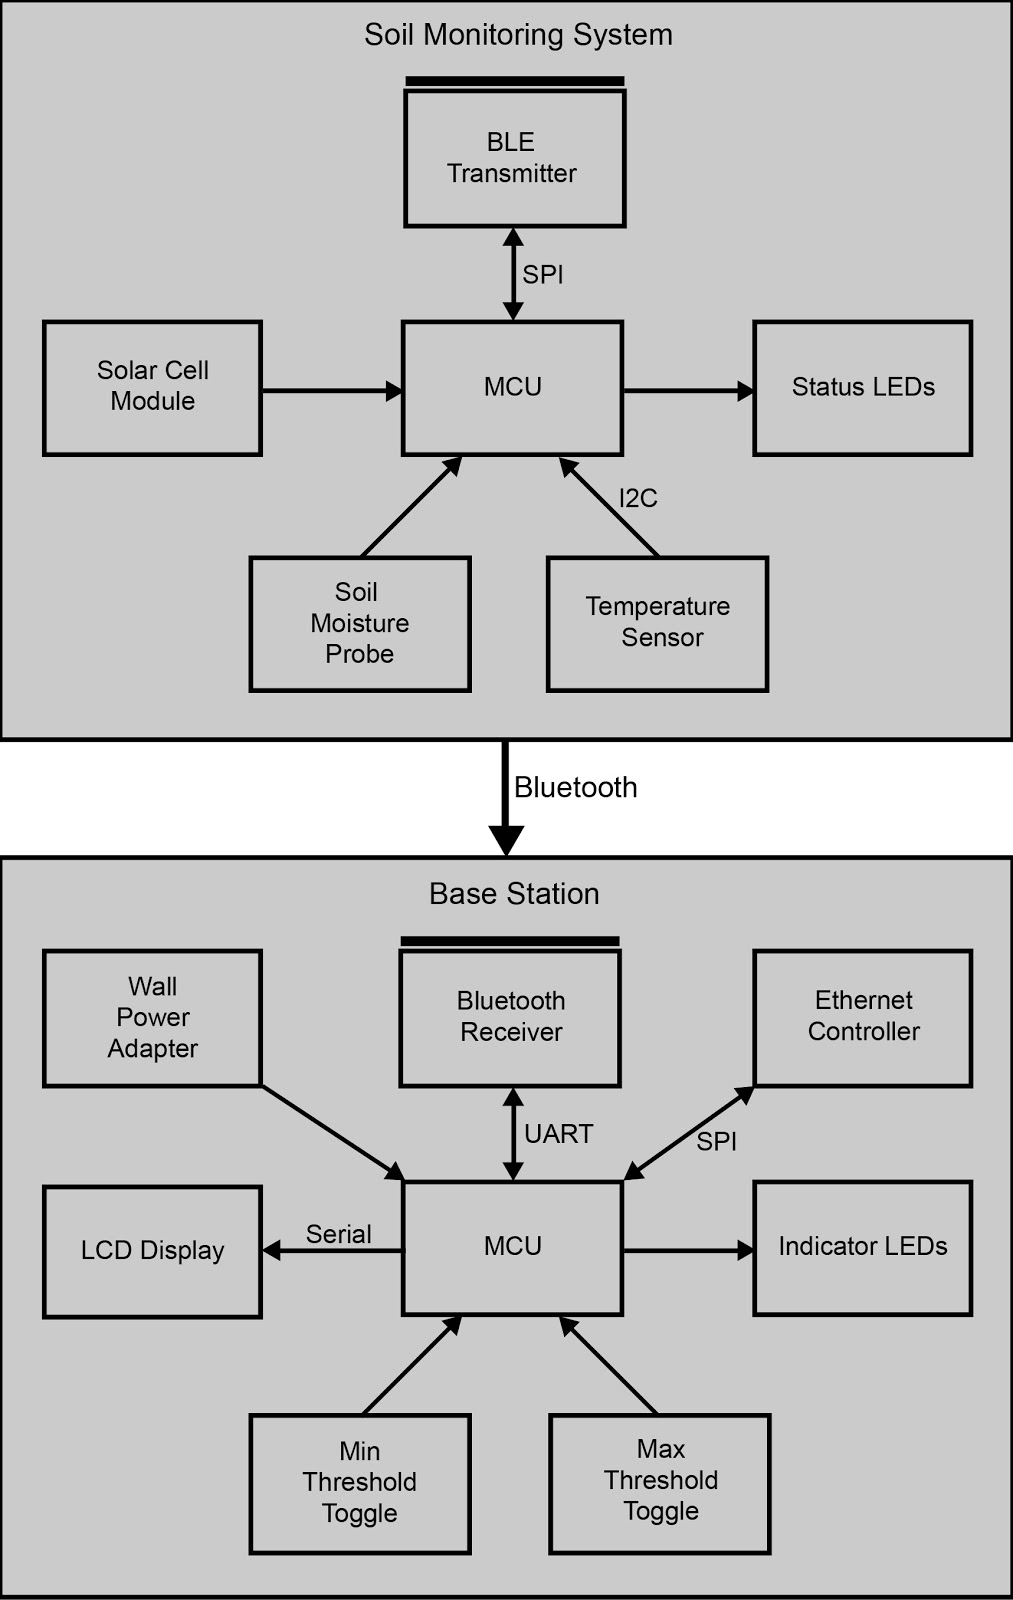 Soil Monitoring System
BLE
Transmitter
SPI
Solar Cell
Module
MCU
Status LEDs
I2C
Soil
Moisture
Probe
Temperature
Sensor
Bluetooth
Base Station
Wall
Power
Adapter
Bluetooth
Receiver
Ethernet
Controller
UART
SPI
LCD Display
Serial
MCU
Indicator LEDs
Min
Threshold
Toggle
Max
Threshold
Toggle